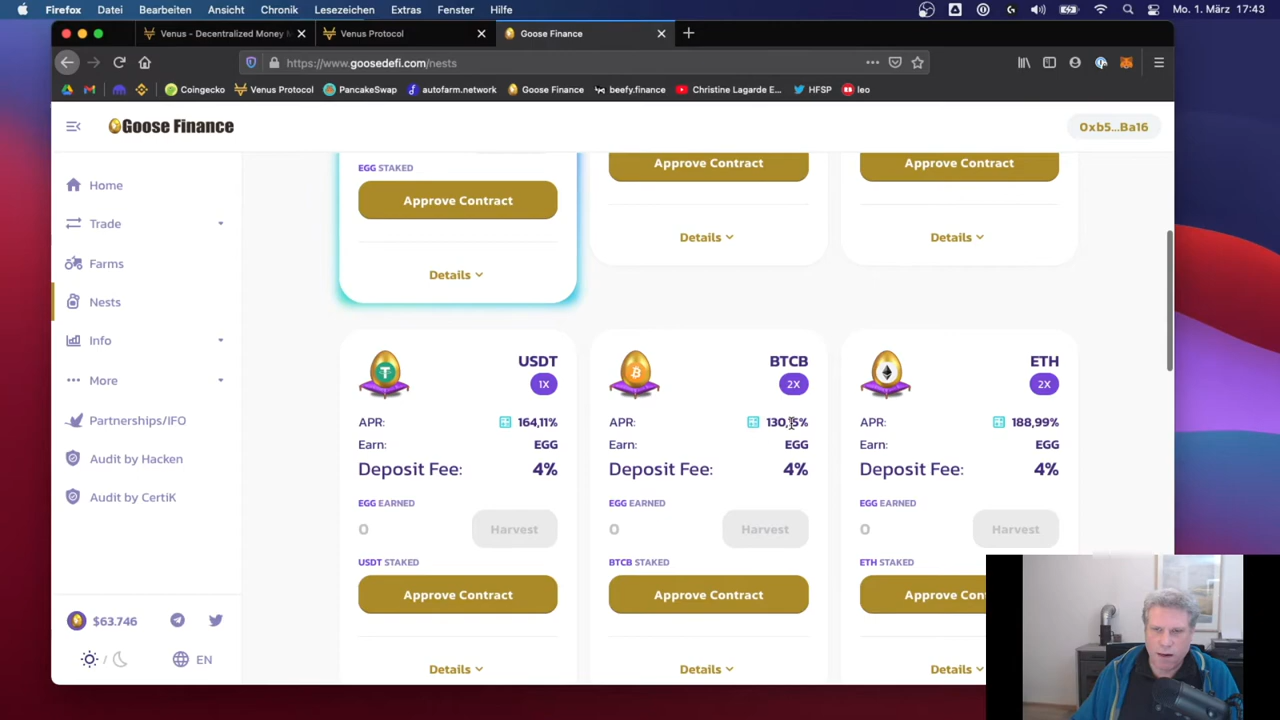 Firefox Datei Bearbeiten Ansicht Chronik Lesezeichen Extras Fenster Hilfe Mo. 1. März 17:43
Venus - Decentralized Money M Venus Protocol Goose Finance
https://www.goosedefi.com/nests
Coingecko Venus Protocol PancakeSwap autofarm.network Goose Finance beefy.finance Christine Lagarde E... HFSP leo
Goose Finance 0xb5...Ba16
Home
Trade
Farms
Nests
Info
More
Partnerships/IFO
Audit by Hacken
Audit by CertiK
$63.746
EN
EGG STAKED
Approve Contract Approve Contract Approve Contract
Details Details Details
USDT BTCB ETH
1X 2X 2X
APR: 164,11% APR: APR: 188,99%
Earn: EGG Earn: EGG Earn: EGG
Deposit Fee: 4% Deposit Fee: 4% Deposit Fee: 4%
EGG EARNED EGG EARNED EGG EARNED
0 Harvest 0 Harvest 0 Harvest
USDT STAKED BTCB STAKED ETH STAKED
Approve Contract Approve Contract Approve
Details Details Details